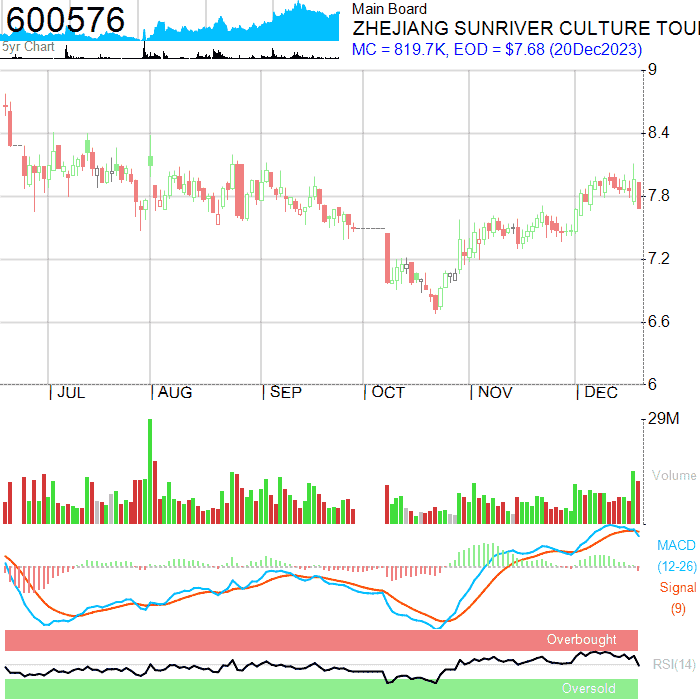 600576
5yr Chart
Main Board
ZHEJIANG SUNRIVER CULTURE TOU
MC = 819.7K, EOD = $7.68 (20Dec2023)
9
8.4
7.8
7.2
6.6
6
JUL AUG SEP OCT NOV DEC
29M
Volume
MACD
(12-26)
Signal
(9)
Overbought
RSI(14)
Oversold